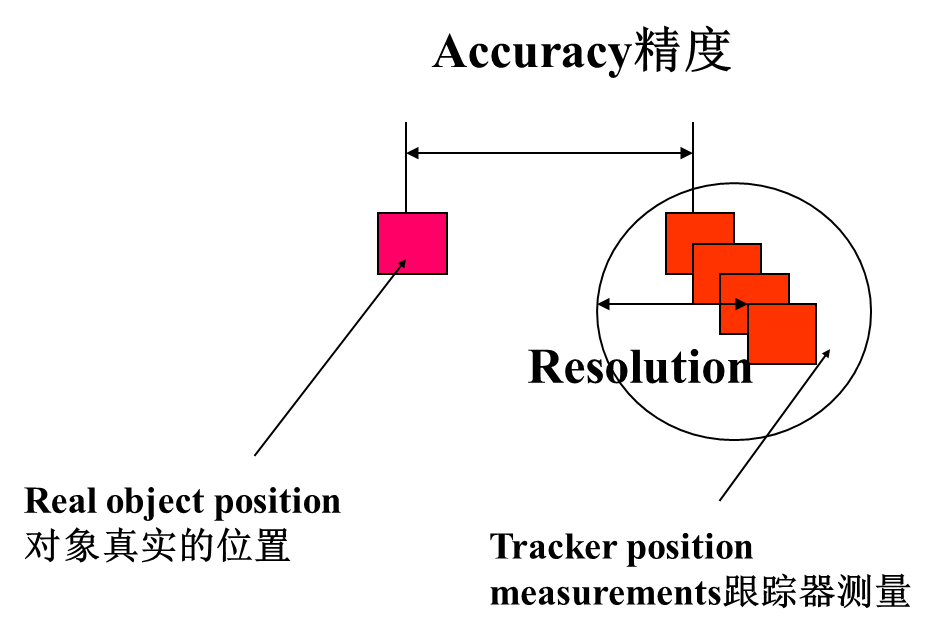 Accuracy精度
Resolution
Real object position
对象真实的位置
Tracker position
measurements跟踪器测量